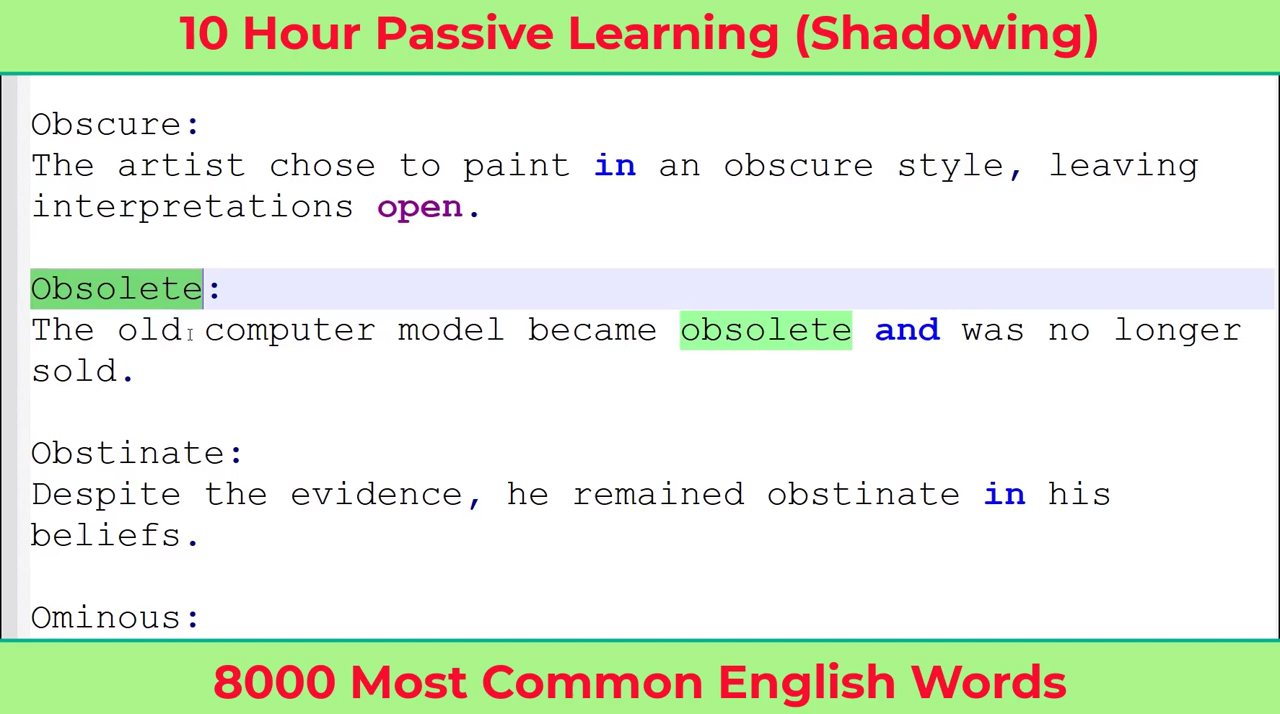 10 Hour Passive Learning (Shadowing)
Obscure:
The artist chose to paint in an obscure style, leaving
interpretations open.
Obsolete:
The old computer model became obsolete and was no longer
sold.
Obstinate:
Despite the evidence, he remained obstinate in his
beliefs.
Ominous:
8000 Most Common English Words